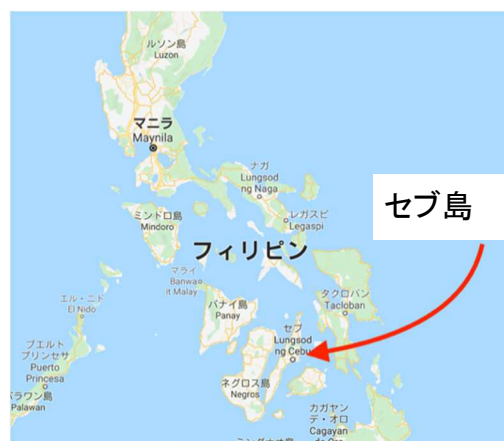 ルソン島
Luzon
マニラ
Maynila
ナガ
Lungsod
ng Naga
ミンドロ島
Mindoro
レガスピ
Legaspi
セブ島
フィリピン
マライ
Banwa
it Malay
エル・ニド
El Nido
パナイ島
Panay
タクロバン
Tacloban
セブ
Lungsod
ng Cebu
プエルト
プリンセサ
Puerto
Princesa
ネグロス島
Negros
パラワン島
Palawan
カガヤン
デ・オロ
Cagayan